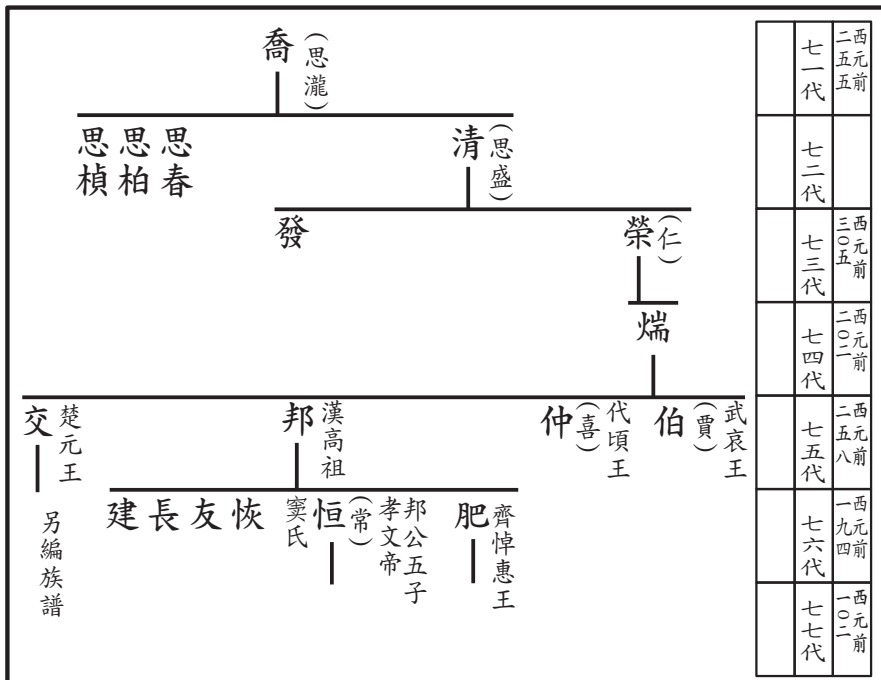 西元前二五五
七一代
七二代
西元前三〇五
七三代
西元前二〇二
七四代
西元前二五八
七五代
西元前一九四
七六代
西元前一〇二
七七代
喬
(思瀧)
清
(思盛)
思春
思柏
思楨
榮
(仁)
發
煓
武哀王
伯
(賈)
代頃王
仲
(喜)
漢高祖
邦
楚元王
交
另編族譜
齊悼惠王
肥
邦公五子
孝文帝
(常)
恒
竇氏
恢
友
長
建